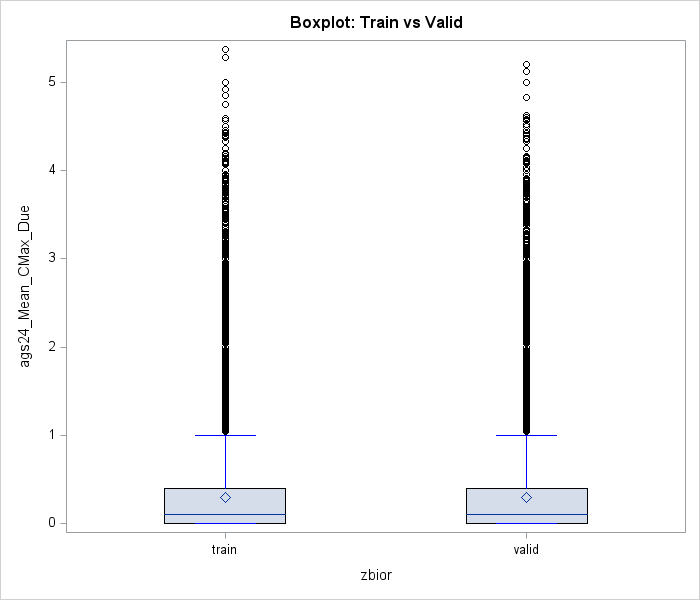 Boxplot: Train vs Valid
ags24_Mean_CMax_Due
5
4
3
2
1
0
train
valid
zbior